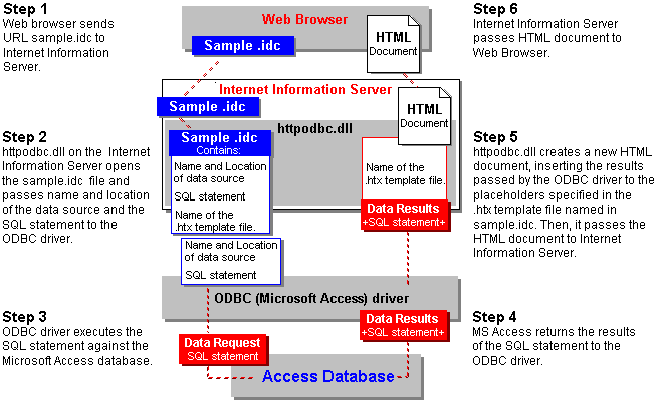 Step 1
Web browser sends
URL sample.idc to
Internet Information
Server.
Web Browser
Sample .idc
HTML
Document
Step 6
Internet Information Server
passes HTML document to
Web Browser.
Internet Information Server
Sample .idc
HTML
Document
httpodbc.dll
Step 2
httpodbc.dll on the Internet
Information Server opens
the sample.idc file and
passes name and location
of the data source and the
SQL statement to the
ODBC driver.
Sample .idc
Contains:
Name and Location
of data source
SQL statement
Name of the
.htx template file.
Name of the
.htx template file.
Data Results
+SQL statement+
Step 5
httpodbc.dll creates a new HTML
document, inserting the results
passed by the ODBC driver to the
placeholders specified in the
.htx template file named in
sample.idc. Then, it passes the
HTML document to Internet
Information Server.
Name and Location
of data source
SQL statement
ODBC (Microsoft Access) driver
Step 3
ODBC driver executes the
SQL statement against the
Microsoft Access database.
Data Request
SQL statement
Data Results
+SQL statement+
Step 4
MS Access returns the results
of the SQL statement to the
ODBC driver.
Access Database